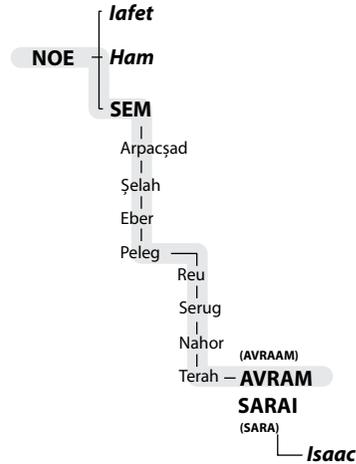 Iafet
NOE Ham
SEM
Arpacșad
Șelah
Eber
Peleg
Reu
Serug
Nahor
(AVRAAM)
Terah – AVRAM
SARAI
(SARA)
Isaac